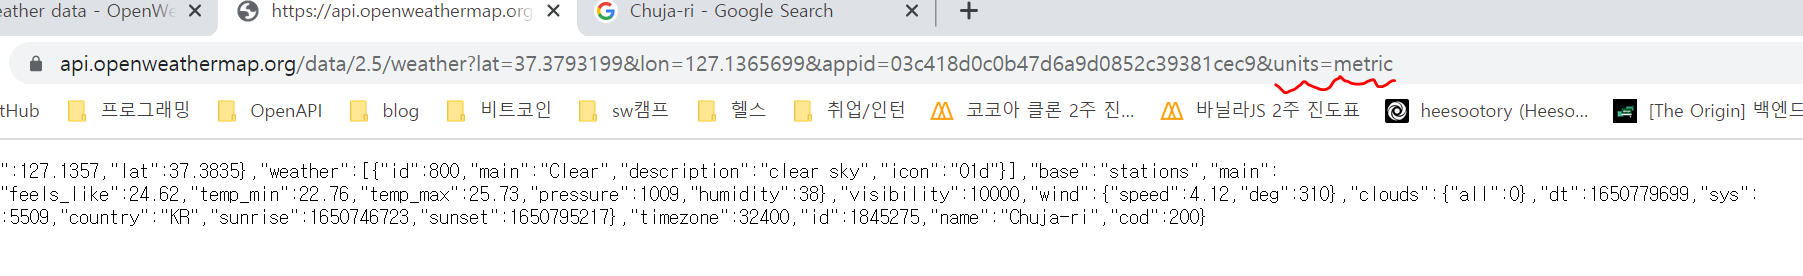 eather data - OpenWe https://api.openweathermap.org Chuja-ri - Google Search
api.openweathermap.org/data/2.5/weather?lat=37.3793199&lon=127.1365699&appid=03c418d0c0b47d6a9d0852c39381cec9&units=metric
tHub 프로그래밍 OpenAPI blog 비트코인 sw캠프 헬스 취업/인턴 코코아 클론 2주 진... 바닐라JS 2주 진도표 heesootory (Heeso... [The Origin] 백엔드
":127.1357,"lat":37.3835},"weather":[{"id":800,"main":"Clear","description":"clear sky","icon":"01d"}],"base":"stations","main":
"feels_like":24.62,"temp_min":22.76,"temp_max":25.73,"pressure":1009,"humidity":38},"visibility":10000,"wind":{"speed":4.12,"deg":310},"clouds":{"all":0},"dt":1650779699,"sys":
:5509,"country":"KR","sunrise":1650746723,"sunset":1650795217},"timezone":32400,"id":1845275,"name":"Chuja-ri","cod":200}